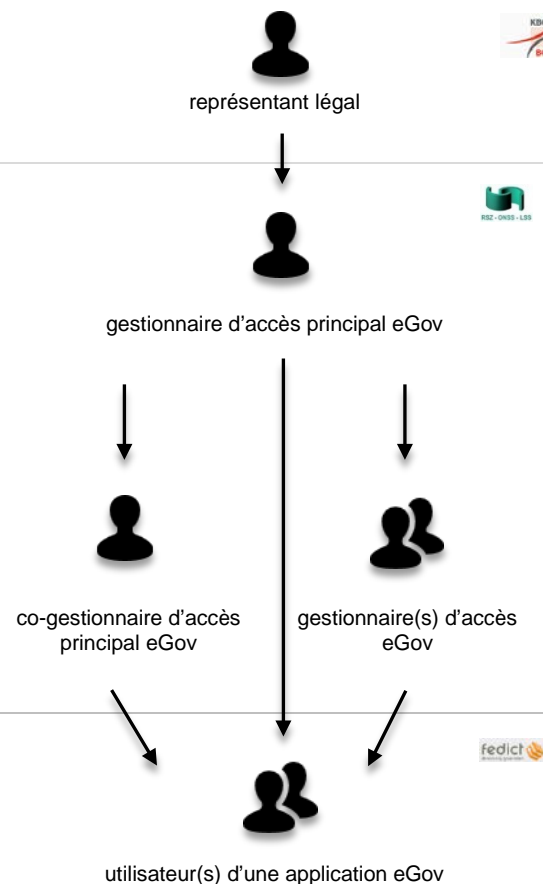 représentant légal
RSZ - ONSS - LSS
gestionnaire d'accès principal eGov
co-gestionnaire d'accès
principal eGov
gestionnaire(s) d'accès
eGov
fedict
utilisateur(s) d'une application eGov